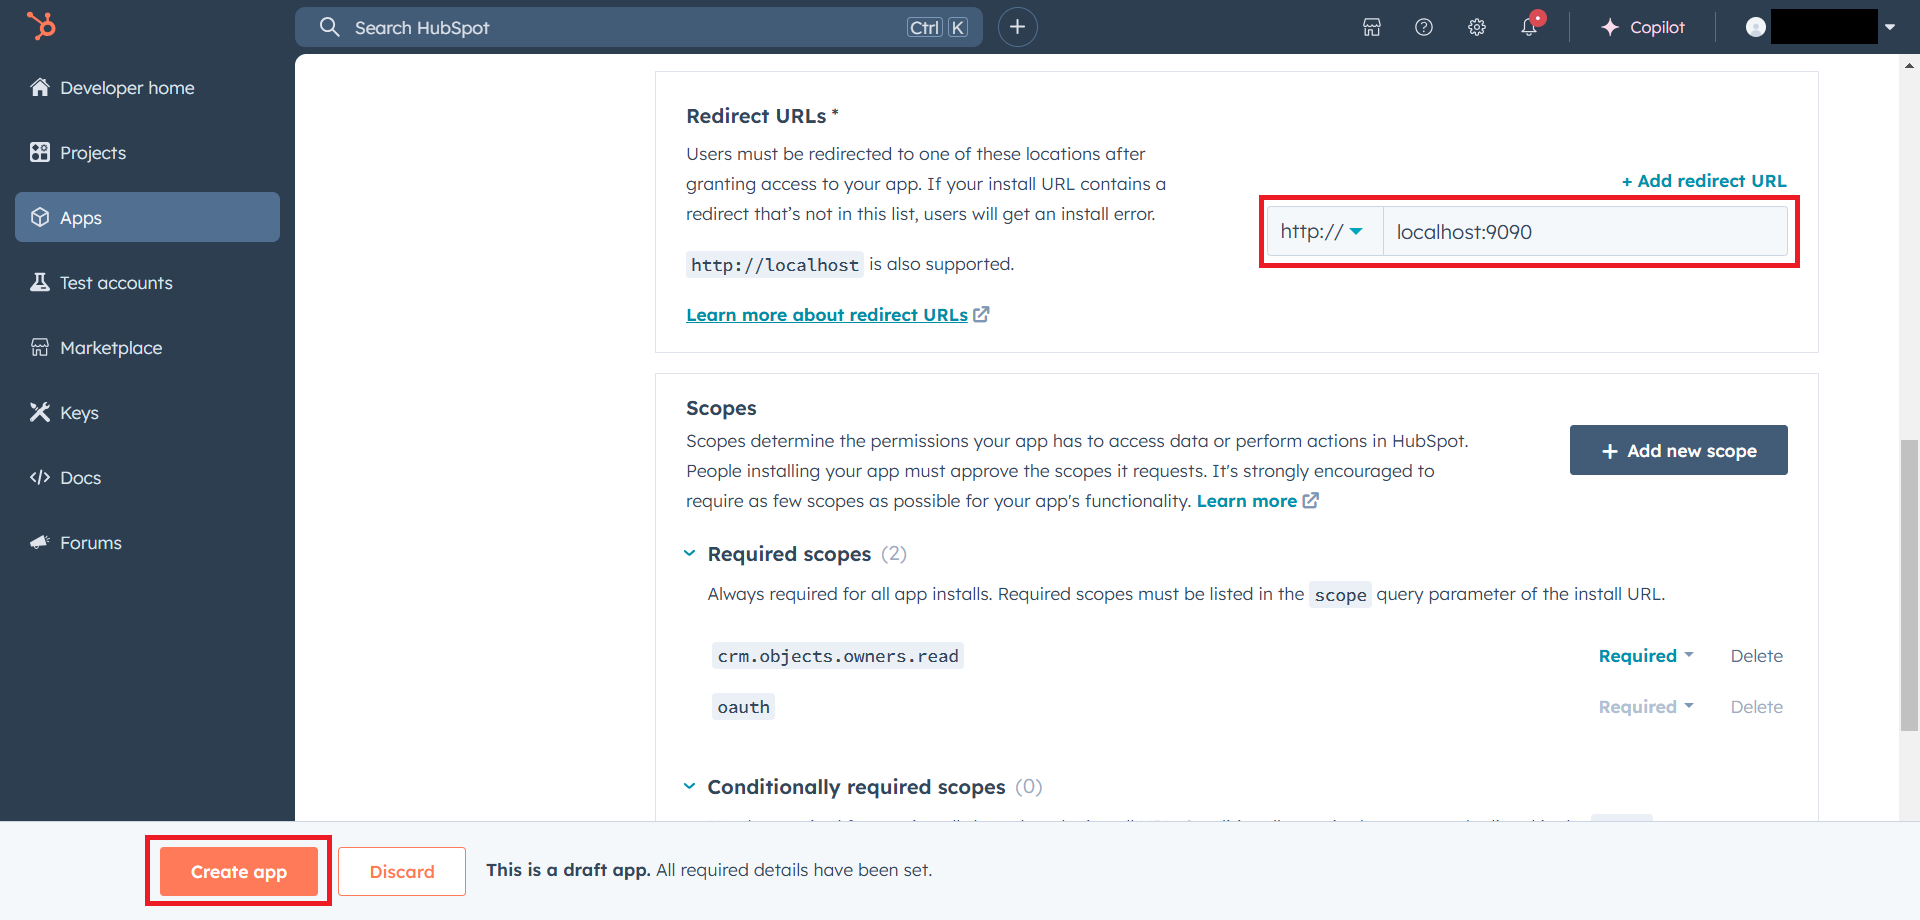 Search HubSpot
Ctrl K
Copilot
Developer home
Projects
Apps
Test accounts
Marketplace
Keys
Docs
Forums
Redirect URLs *
Users must be redirected to one of these locations after
granting access to your app. If your install URL contains a
redirect that’s not in this list, users will get an install error.
http://localhost is also supported.
Learn more about redirect URLs
+ Add redirect URL
http:// localhost:9090
Scopes
Scopes determine the permissions your app has to access data or perform actions in HubSpot.
People installing your app must approve the scopes it requests. It's strongly encouraged to
require as few scopes as possible for your app's functionality. Learn more
+ Add new scope
Required scopes (2)
Always required for all app installs. Required scopes must be listed in the scope query parameter of the install URL.
crm.objects.owners.read Required Delete
oauth Required Delete
Conditionally required scopes (0)
Create app
Discard
This is a draft app. All required details have been set.